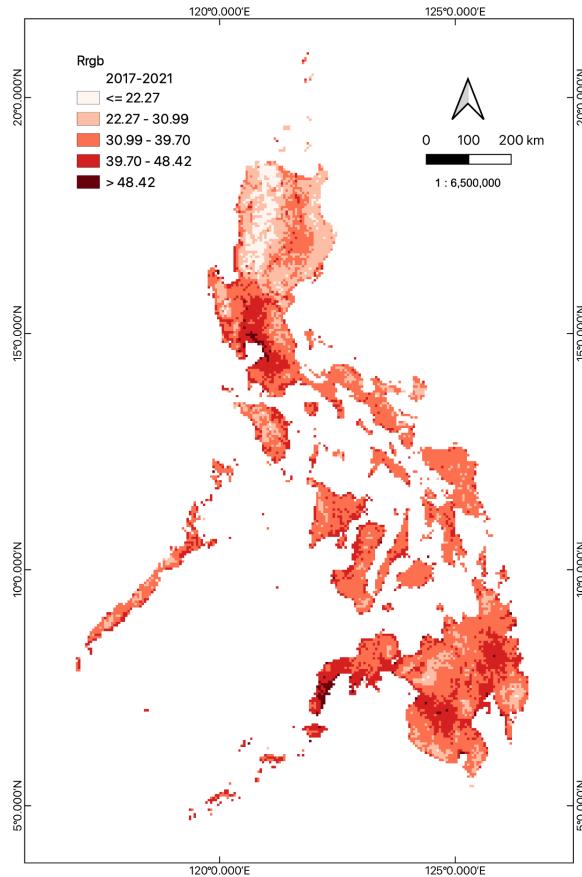 120°0.000'E 125°0.000'E
Rrgb
2017-2021
<= 22.27
22.27 - 30.99
30.99 - 39.70
39.70 - 48.42
> 48.42
0 100 200 km
1 : 6,500,000
20°0.000'N 20°0.000'N
15°0.000'N 15°0.000'N
10°0.000'N 10°0.000'N
5°0.000'N 5°0.000'N
120°0.000'E 125°0.000'E